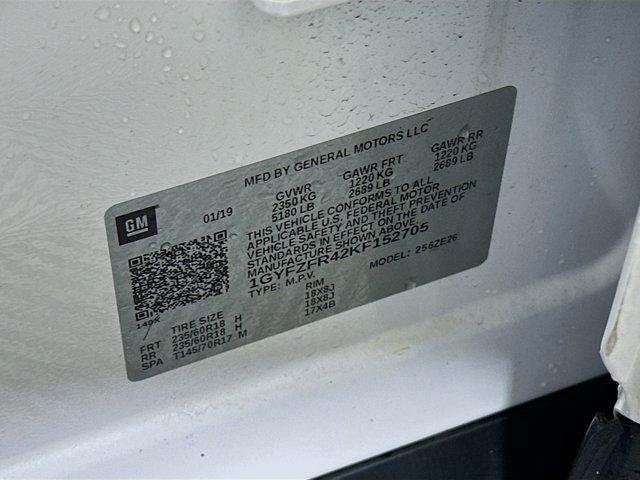 MFD BY GENERAL MOTORS LLC
GM
01/19
GVWR
2350 KG
5180 LB
GAWR FRT
1220 KG
2689 LB
GAWR RR
1220 KG
2659 LB
THIS VEHICLE CONFORMS TO ALL
APPLICABLE U.S. FEDERAL MOTOR
VEHICLE SAFETY AND THEFT PREVENTION
STANDARDS IN EFFECT ON THE DATE OF
MANUFACTURE SHOWN ABOVE.
1GYFZFR42KF152705
TYPE: M.P.V. MODEL: 256ZE26
149K
TIRE SIZE RIM
FRT 235/60R18 H 18X8J
RR 235/60R18 H 18X8J
SPA T145/70R17 M 17X4B